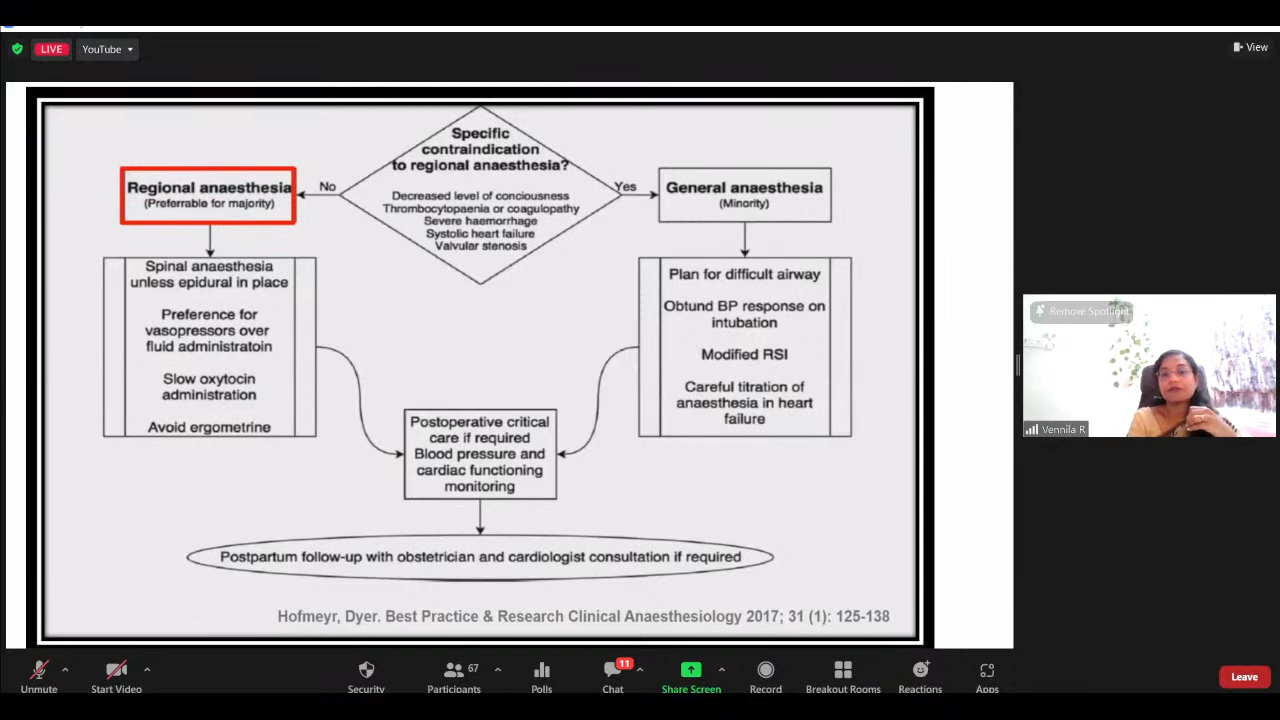 LIVE
YouTube
View
Specific
contraindication
to regional anaesthesia?
Decreased level of conciousness
Thrombocytopaenia or coagulopathy
Severe haemorrhage
Systolic heart failure
Valvular stenosis
No
Yes
Regional anaesthesia
(Preferrable for majority)
General anaesthesia
(Minority)
Spinal anaesthesia
unless epidural in place
Preference for
vasopressors over
fluid administratoin
Slow oxytocin
administration
Avoid ergometrine
Plan for difficult airway
Obtund BP response on
intubation
Modified RSI
Careful titration of
anaesthesia in heart
failure
Postoperative critical
care if required
Blood pressure and
cardiac functioning
monitoring
Postpartum follow-up with obstetrician and cardiologist consultation if required
Hofmeyr, Dyer. Best Practice & Research Clinical Anaesthesiology 2017; 31 (1): 125-138
Remove Spotlight
Vennila R
Unmute
Start Video
Security
67
Participants
Polls
11
Chat
Share Screen
Record
Breakout Rooms
Reactions
Apps
Leave